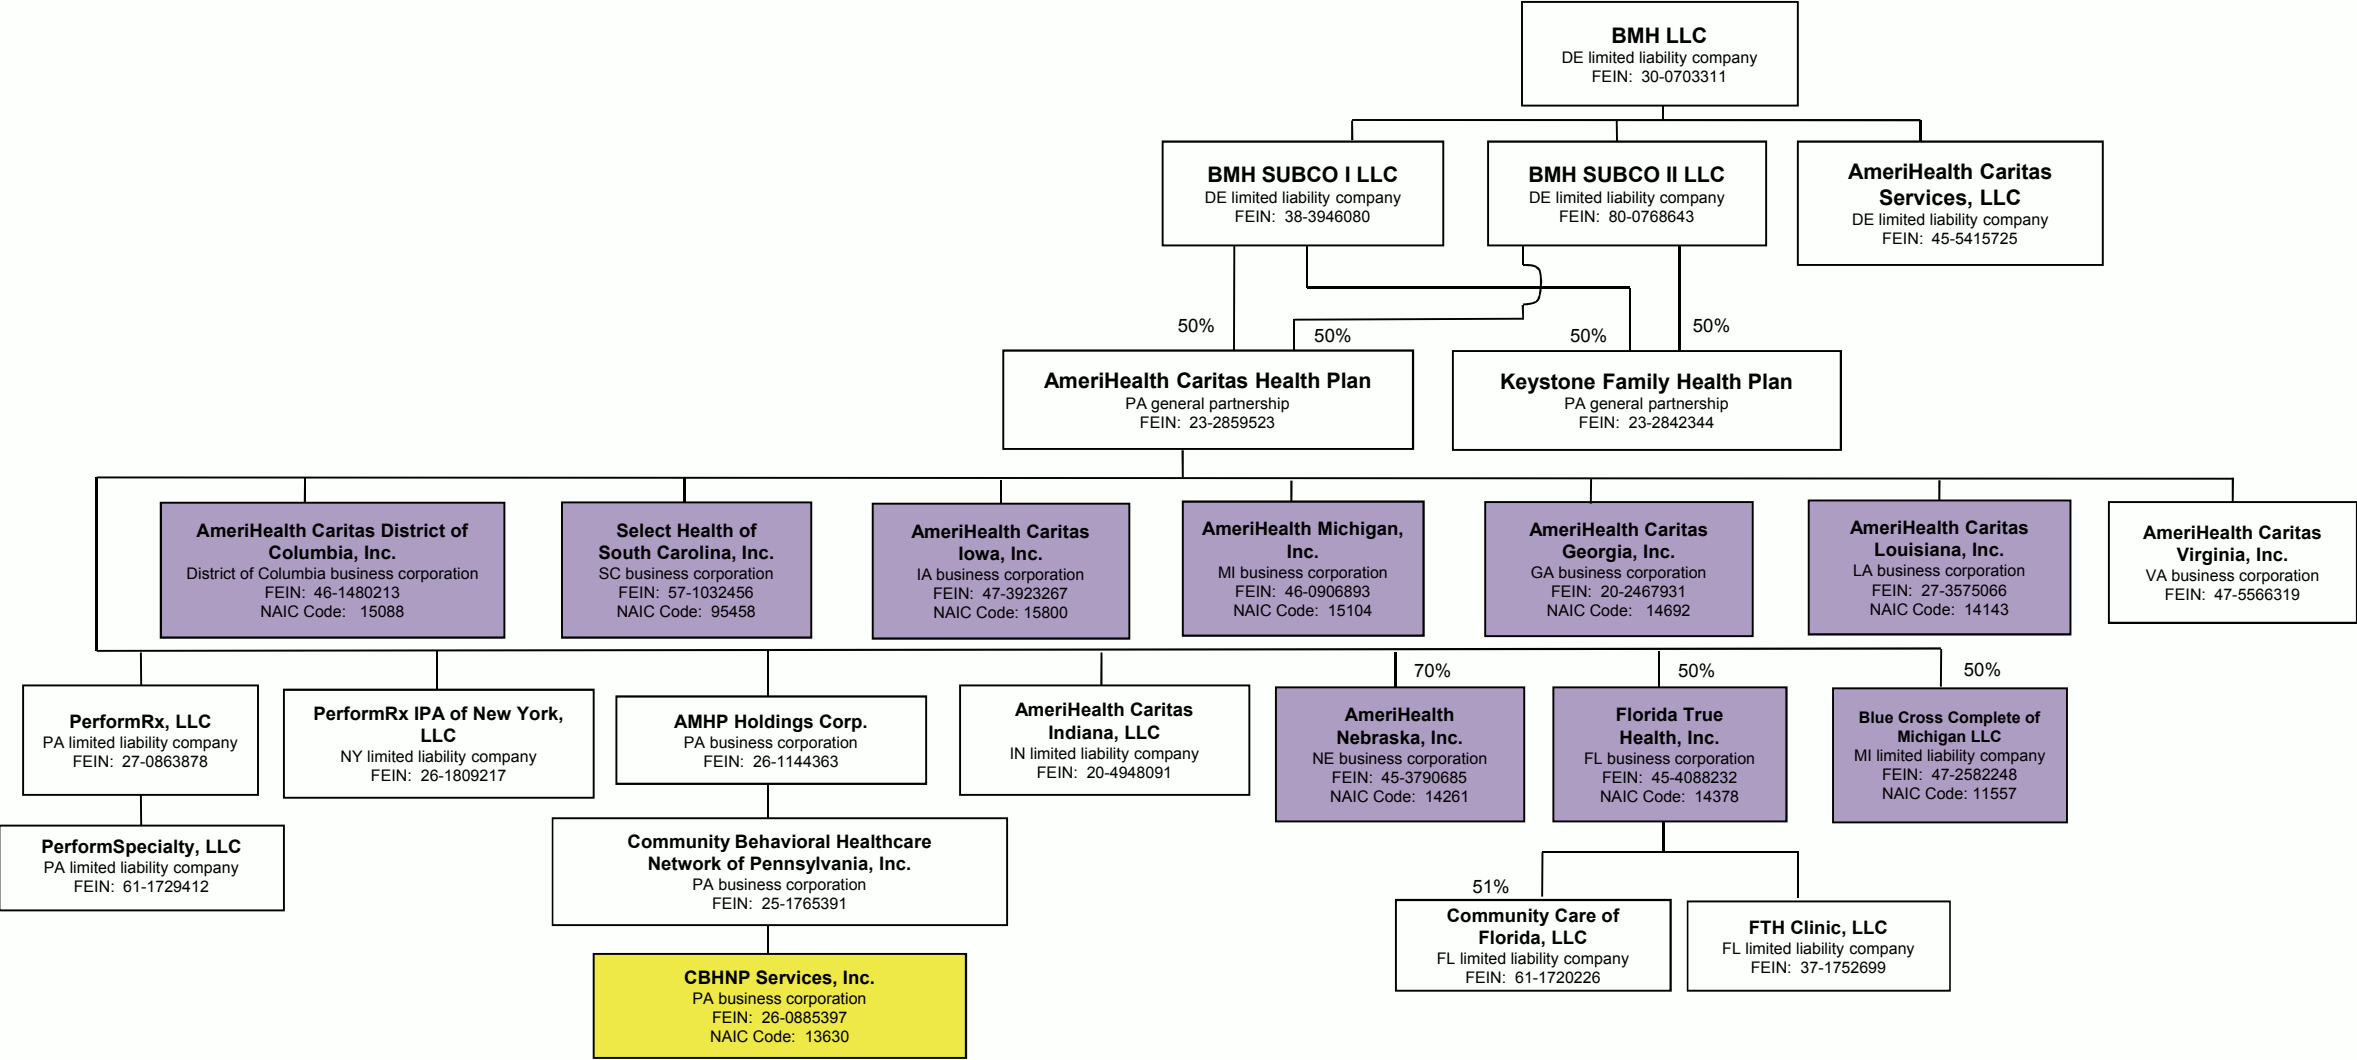 BMH LLC
DE limited liability company
FEIN: 30-0703311
BMH SUBCO I LLC
DE limited liability company
FEIN: 38-3946080
BMH SUBCO II LLC
DE limited liability company
FEIN: 80-0768643
AmeriHealth Caritas
Services, LLC
DE limited liability company
FEIN: 45-5415725
50%
50%
50%
50%
AmeriHealth Caritas Health Plan
PA general partnership
FEIN: 23-2859523
Keystone Family Health Plan
PA general partnership
FEIN: 23-2842344
AmeriHealth Caritas District of
Columbia, Inc.
District of Columbia business corporation
FEIN: 46-1480213
NAIC Code: 15088
Select Health of
South Carolina, Inc.
SC business corporation
FEIN: 57-1032456
NAIC Code: 95458
AmeriHealth Caritas
Iowa, Inc.
IA business corporation
FEIN: 47-3923267
NAIC Code: 15800
AmeriHealth Michigan,
Inc.
MI business corporation
FEIN: 46-0906893
NAIC Code: 15104
AmeriHealth Caritas
Georgia, Inc.
GA business corporation
FEIN: 20-2467931
NAIC Code: 14692
AmeriHealth Caritas
Louisiana, Inc.
LA business corporation
FEIN: 27-3575066
NAIC Code: 14143
AmeriHealth Caritas
Virginia, Inc.
VA business corporation
FEIN: 47-5566319
PerformRx, LLC
PA limited liability company
FEIN: 27-0863878
PerformRx IPA of New York,
LLC
NY limited liability company
FEIN: 26-1809217
AMHP Holdings Corp.
PA business corporation
FEIN: 26-1144363
AmeriHealth Caritas
Indiana, LLC
IN limited liability company
FEIN: 20-4948091
70%
AmeriHealth
Nebraska, Inc.
NE business corporation
FEIN: 45-3790685
NAIC Code: 14261
50%
Florida True
Health, Inc.
FL business corporation
FEIN: 45-4088232
NAIC Code: 14378
50%
Blue Cross Complete of
Michigan LLC
MI limited liability company
FEIN: 47-2582248
NAIC Code: 11557
PerformSpecialty, LLC
PA limited liability company
FEIN: 61-1729412
Community Behavioral Healthcare
Network of Pennsylvania, Inc.
PA business corporation
FEIN: 25-1765391
51%
Community Care of
Florida, LLC
FL limited liability company
FEIN: 61-1720226
FTH Clinic, LLC
FL limited liability company
FEIN: 37-1752699
CBHNP Services, Inc.
PA business corporation
FEIN: 26-0885397
NAIC Code: 13630